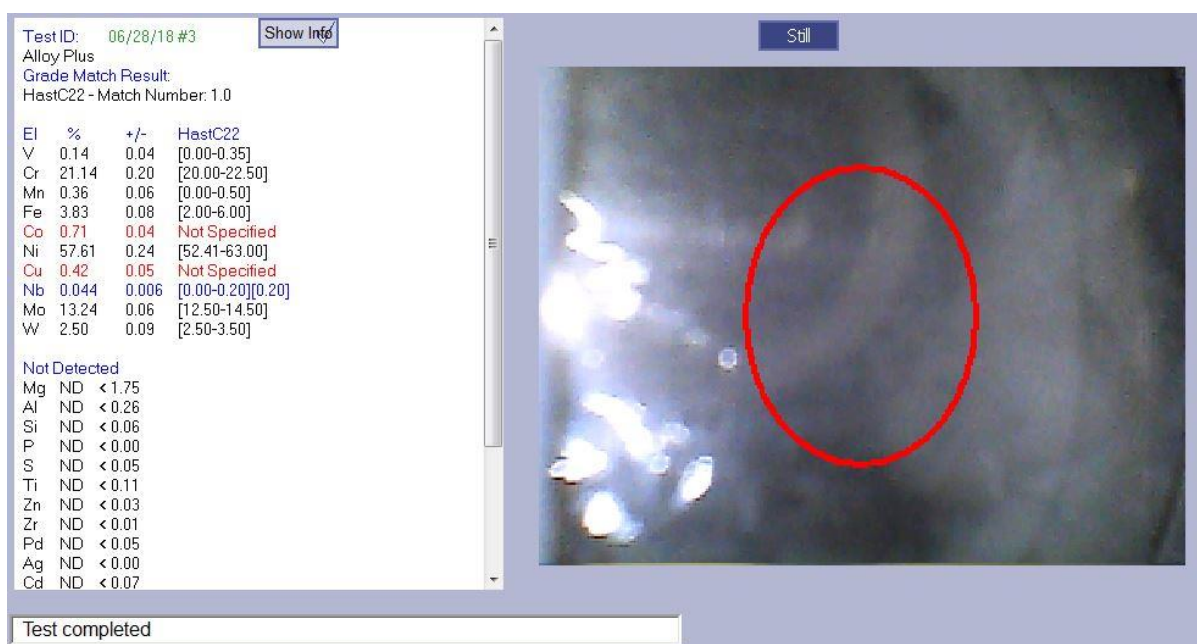 Test ID: 06/28/18 #3
Show Info
Alloy Plus
Grade Match Result:
HastC22 - Match Number: 1.0
El % +/- HastC22
V 0.14 0.04 [0.00-0.35]
Cr 21.14 0.20 [20.00-22.50]
Mn 0.36 0.06 [0.00-0.50]
Fe 3.83 0.08 [2.00-6.00]
Co 0.71 0.04 Not Specified
Ni 57.61 0.24 [52.41-63.00]
Cu 0.42 0.05 Not Specified
Nb 0.044 0.006 [0.00-0.20][0.20]
Mo 13.24 0.06 [12.50-14.50]
W 2.50 0.09 [2.50-3.50]
Not Detected
Mg ND < 1.75
Al ND < 0.26
Si ND < 0.06
P ND < 0.00
S ND < 0.05
Ti ND < 0.11
Zn ND < 0.03
Zr ND < 0.01
Pd ND < 0.05
Ag ND < 0.00
Cd ND < 0.07
Still
Test completed